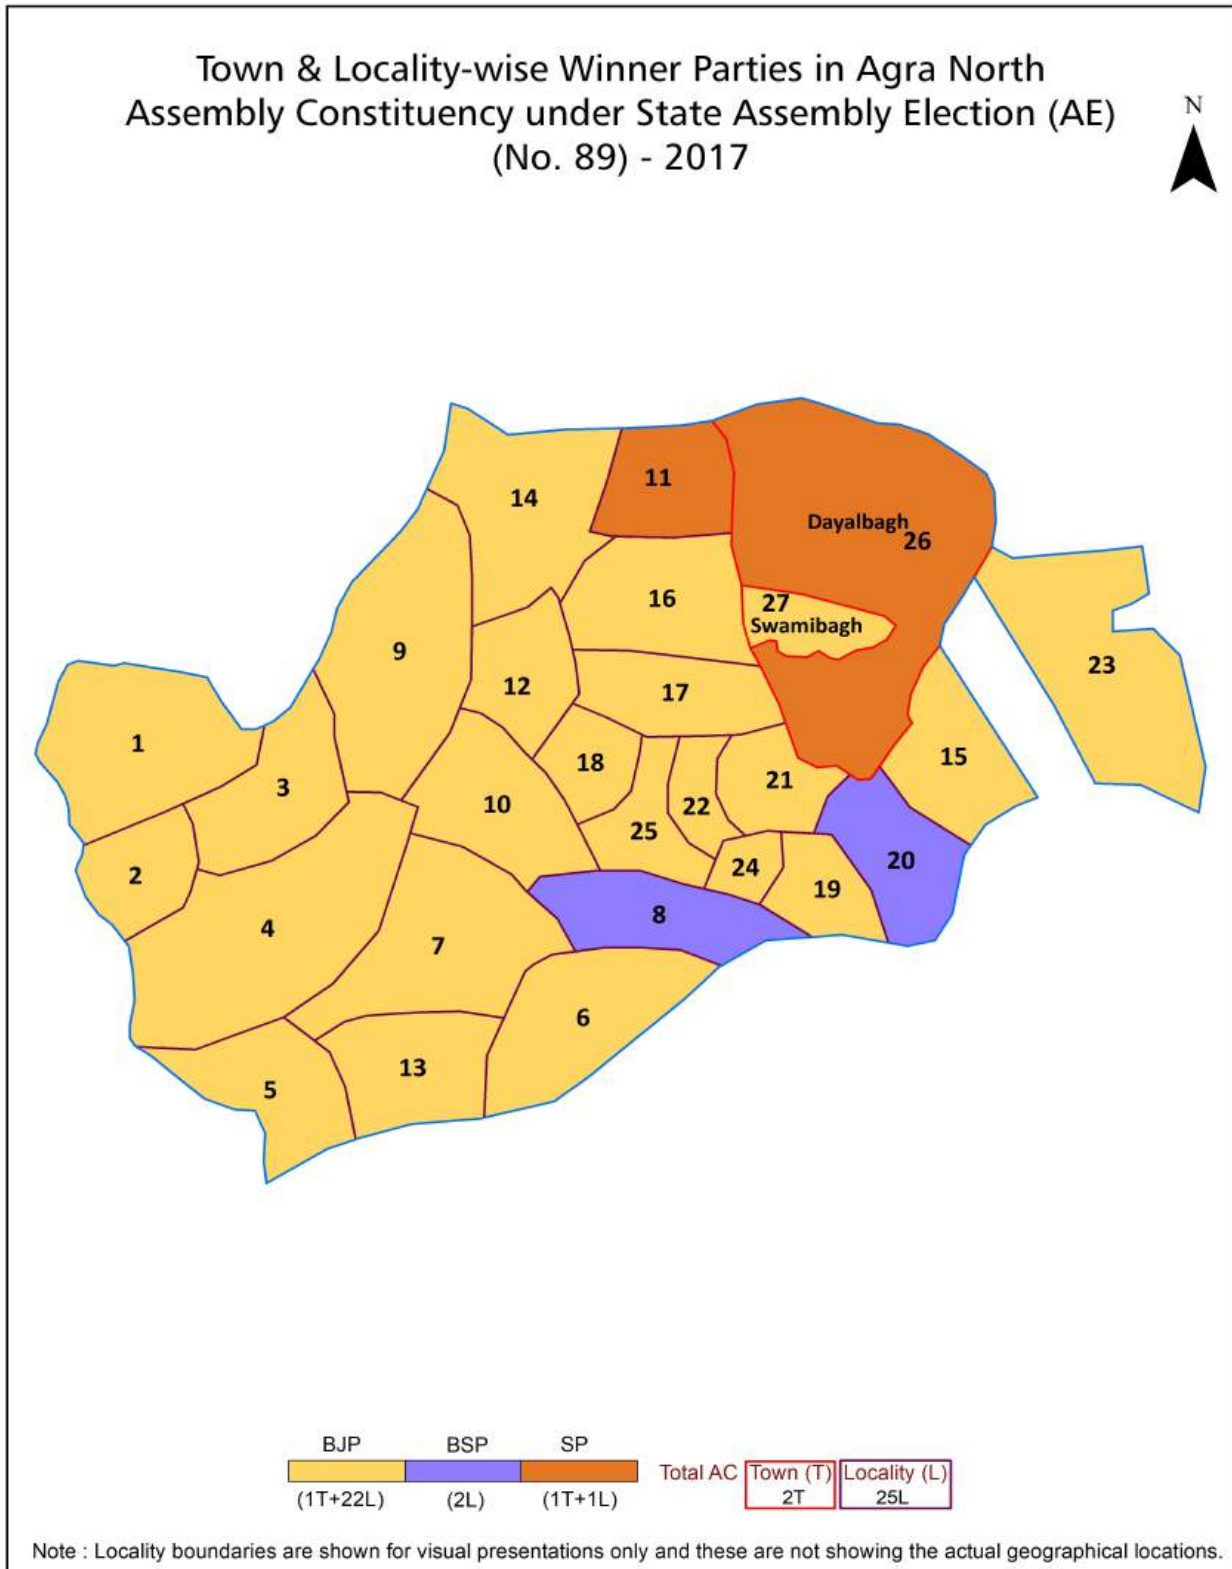 Town & Locality-wise Winner Parties in Agra North
Assembly Constituency under State Assembly Election (AE)
(No. 89) - 2017
N
11
14
Dayalbagh
26
16
27
Swamibagh
9
23
12
17
1
15
18
21
3
10
22
25
20
2
24
19
8
4
7
6
13
5
BJP BSP SP
Total AC Town (T) Locality (L)
(1T+22L) (2L) (1T+1L) 2T 25L
Note : Locality boundaries are shown for visual presentations only and these are not showing the actual geographical locations.